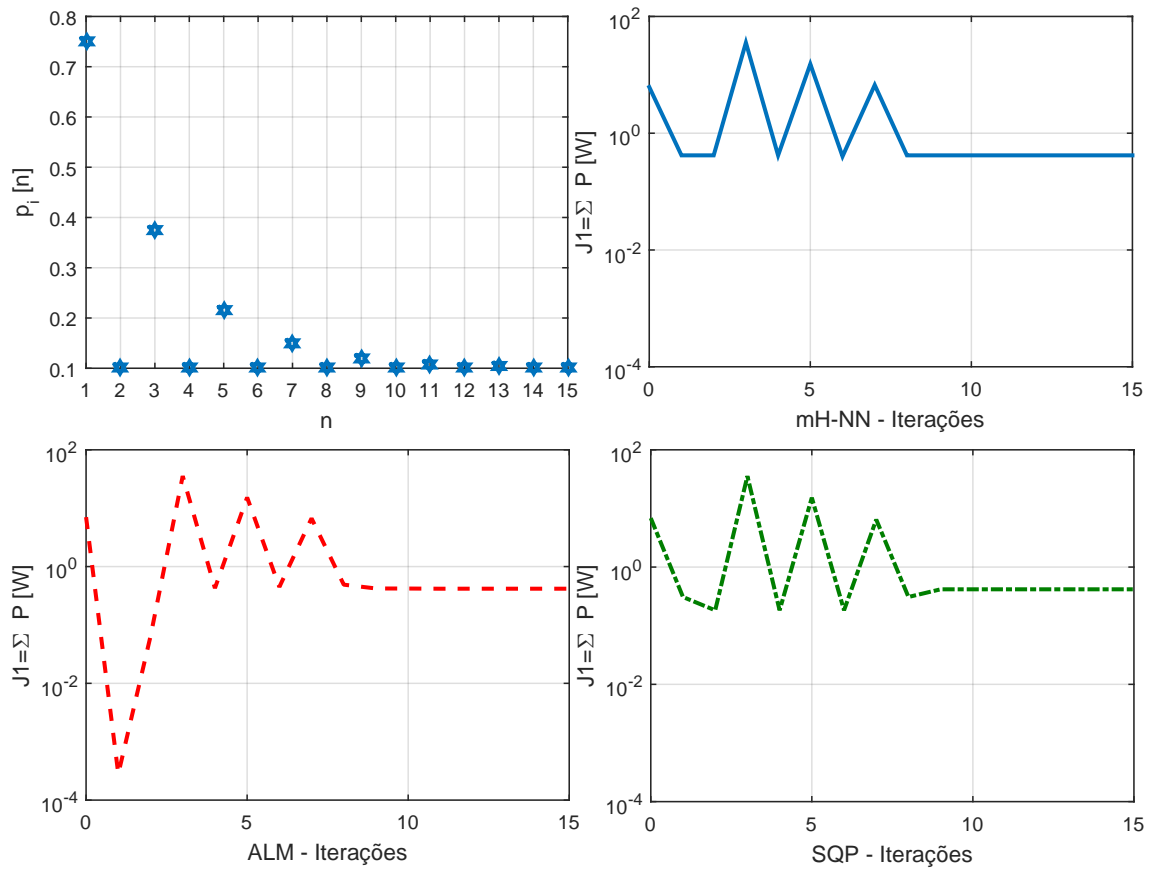 0.8
0.7
0.6
0.5
0.4
0.3
0.2
0.1
p_i [n]
1 2 3 4 5 6 7 8 9 10 11 12 13 14 15
n
10^2
10^0
10^-2
10^-4
J1=Σ P [W]
0 5 10 15
mH-NN - Iterações
10^2
10^0
10^-2
10^-4
J1=Σ P [W]
0 5 10 15
ALM - Iterações
10^2
10^0
10^-2
10^-4
J1=Σ P [W]
0 5 10 15
SQP - Iterações